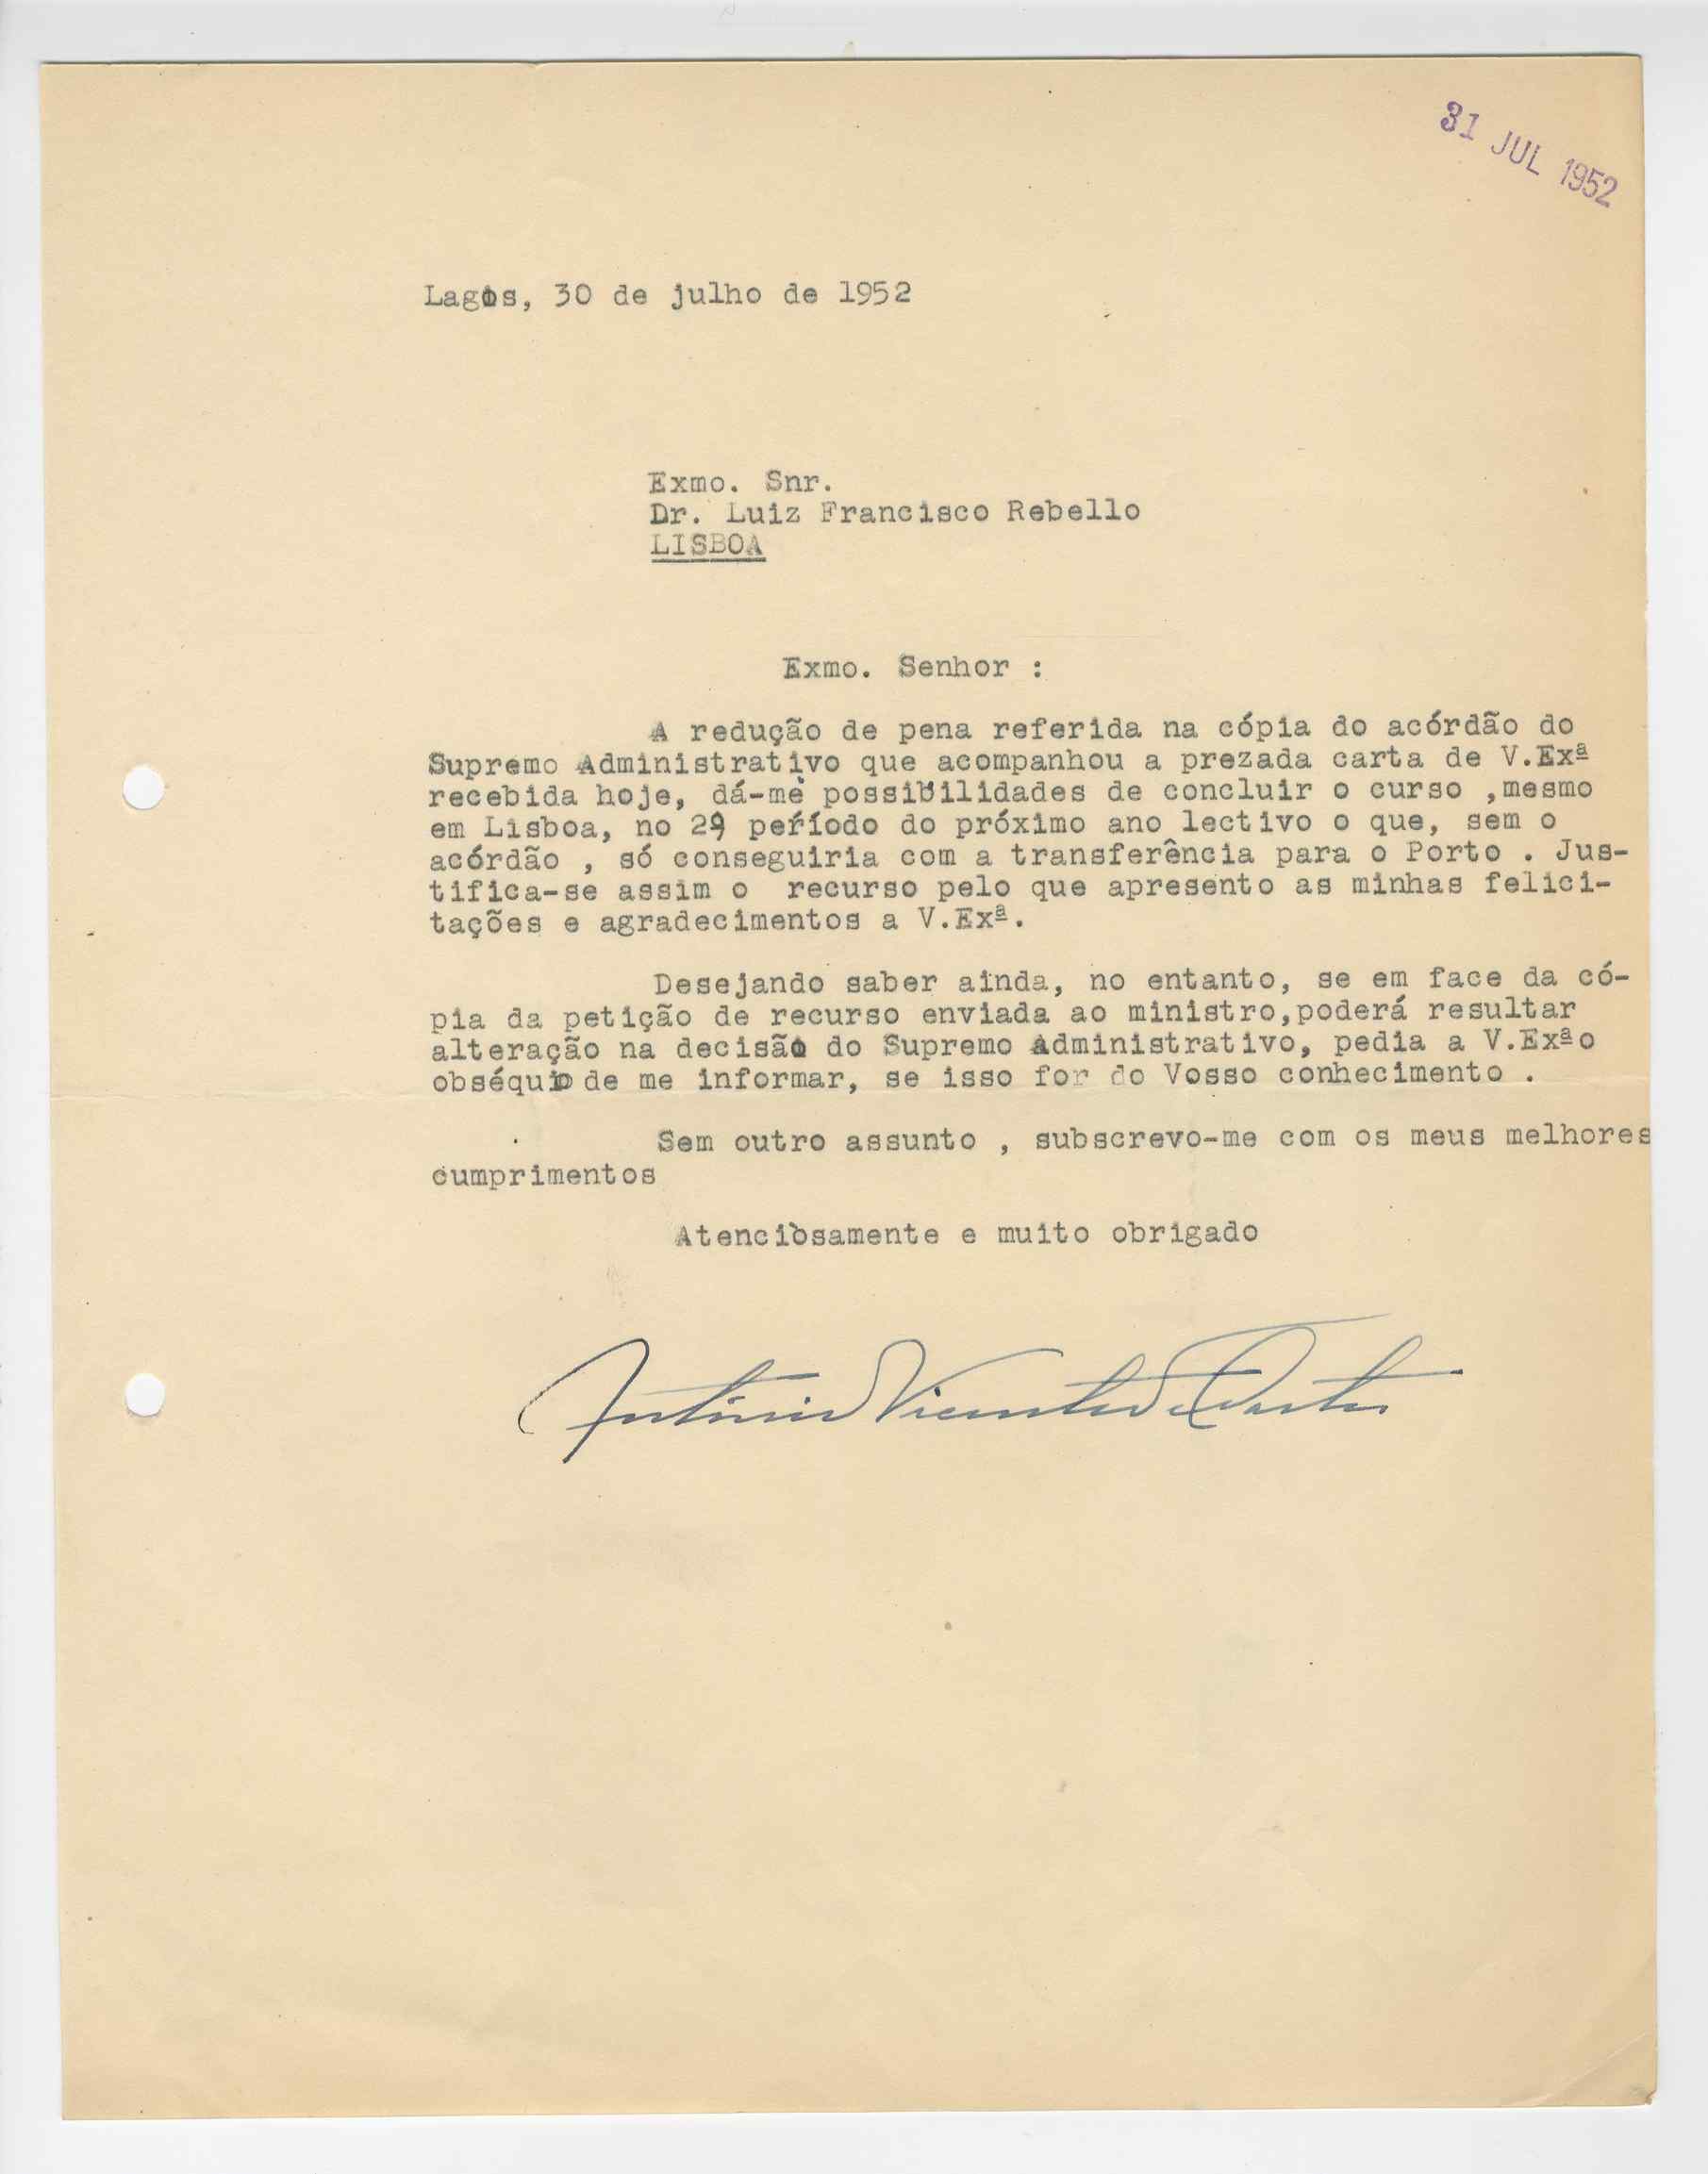 31 JUL 1952
Lagos, 30 de julho de 1952
Exmo. Snr.
Dr. Luiz Francisco Rebello
LISBOA
Exmo. Senhor :
A redução de pena referida na cópia do acórdão do
Supremo Administrativo que acompanhou a prezada carta de V.Exª
recebida hoje, dá-me possibilidades de concluir o curso ,mesmo
em Lisboa, no 2º período do próximo ano lectivo o que, sem o
acórdão , só conseguiria com a transferência para o Porto . Jus-
tifica-se assim o recurso pelo que apresento as minhas felici-
tações e agradecimentos a V.Exª.
Desejando saber ainda, no entanto, se em face da có-
pia da petição de recurso enviada ao ministro,poderá resultar
alteração na decisão do Supremo Administrativo, pedia a V.Exªo
obséquio de me informar, se isso for do Vosso conhecimento .
Sem outro assunto , subscrevo-me com os meus melhores
cumprimentos
Atenciosamente e muito obrigado
António Vicente